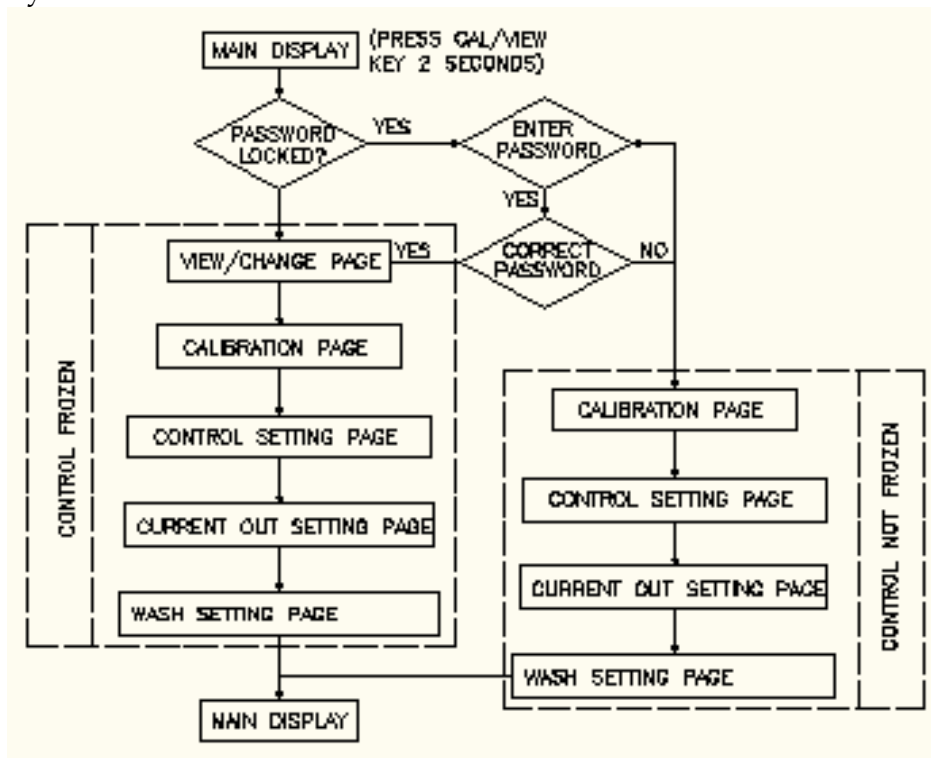 MAIN DISPLAY
(PRESS CAL/VIEW
KEY 2 SECONDS)
PASSWORD
LOCKED?
YES
ENTER
PASSWORD
YES
CORRECT
PASSWORD
YES
NO
VIEW/CHANGE PAGE
CALIBRATION PAGE
CONTROL SETTING PAGE
CURRENT OUT SETTING PAGE
WASH SETTING PAGE
CONTROL FROZEN
CALIBRATION PAGE
CONTROL SETTING PAGE
CURRENT OUT SETTING PAGE
WASH SETTING PAGE
CONTROL NOT FROZEN
MAIN DISPLAY